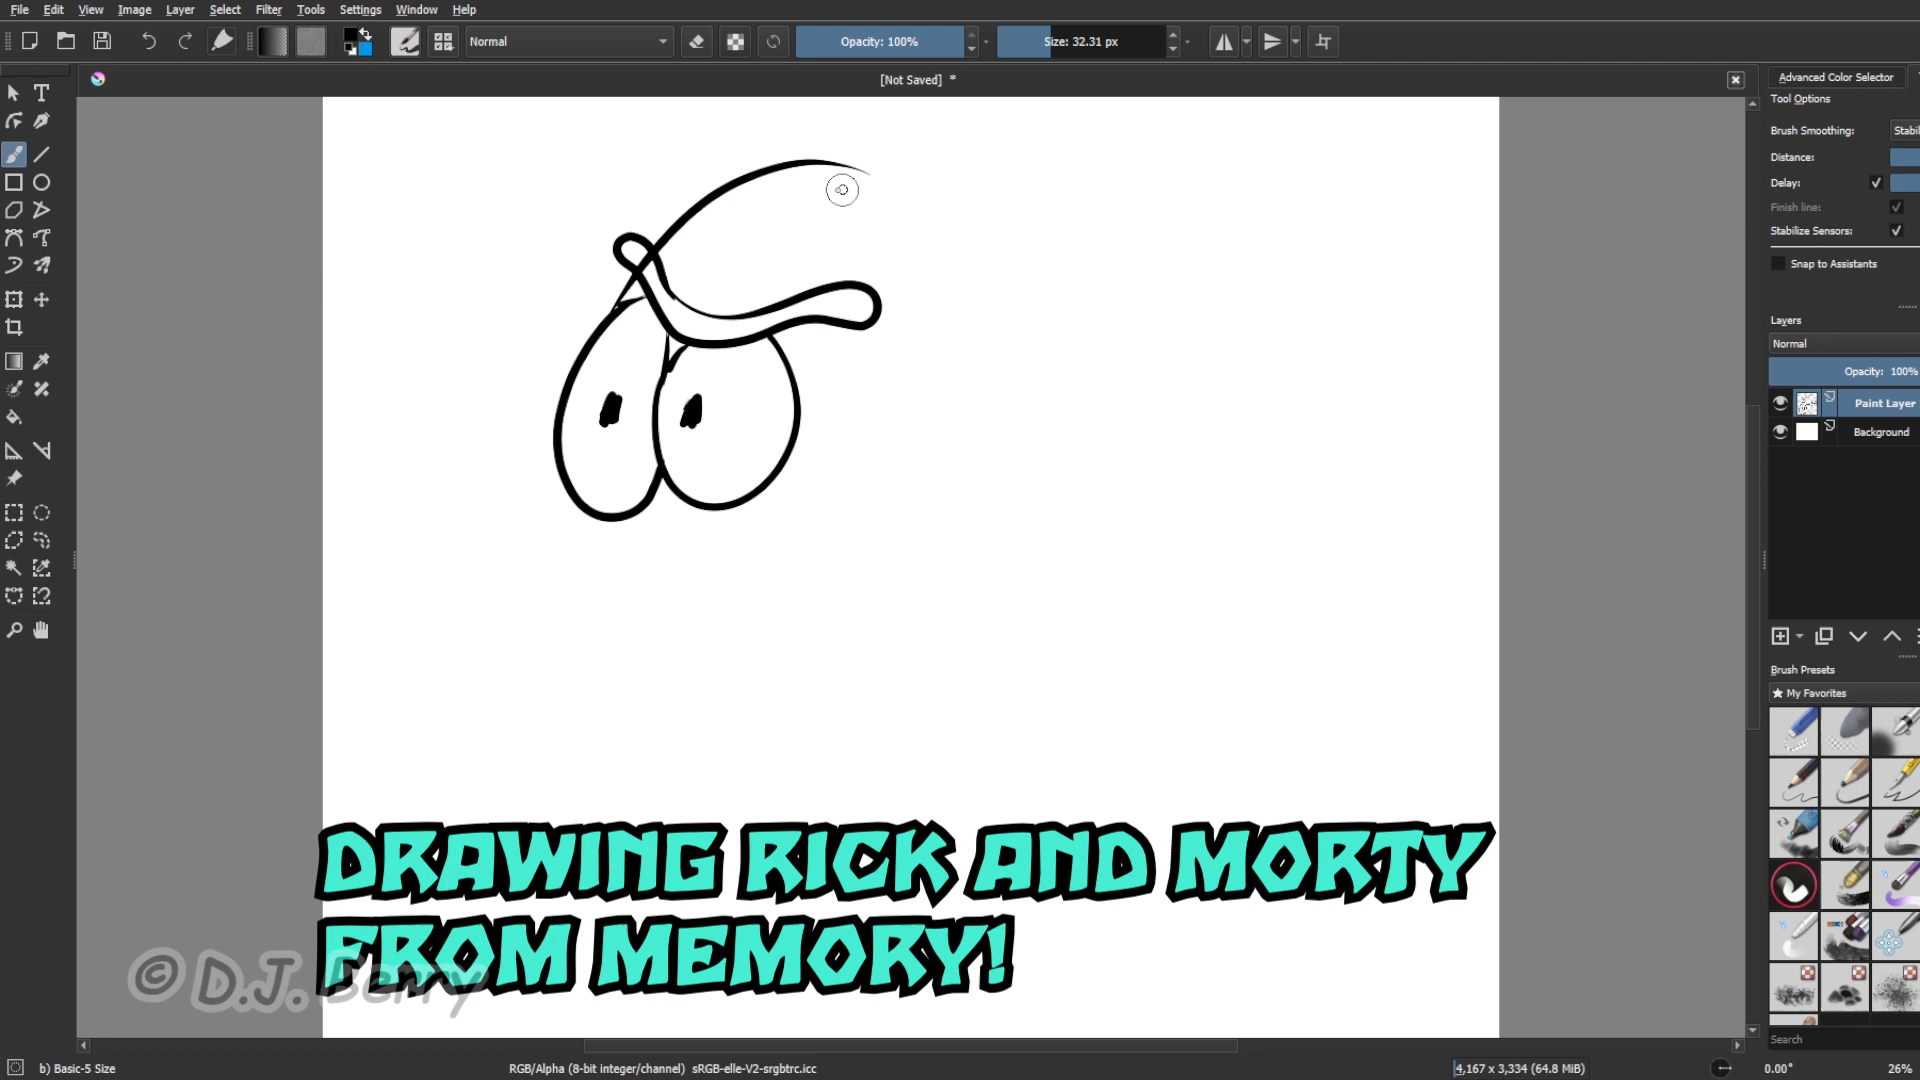 File Edit View Image Layer Select Filter Tools Settings Window Help
Normal Opacity: 100% Size: 32.31 px
[Not Saved] *
Advanced Color Selector
Tool Options
Brush Smoothing: Stabil
Distance:
Delay:
Finish line:
Stabilize Sensors:
Snap to Assistants
Layers
Normal
Opacity: 100%
Paint Layer
Background
Brush Presets
My Favorites
DRAWING RICK AND MORTY
FROM MEMORY!
© D.J. Berry
Search
b) Basic-5 Size RGB/Alpha (8-bit integer/channel) sRGB-elle-V2-srgbtrc.icc 4,167 x 3,334 (64.8 MiB) 0.00° 26%